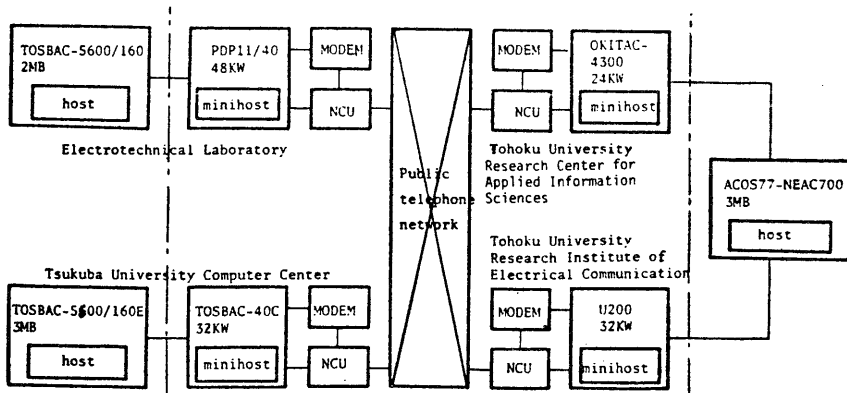 TOSBAC-5600/160
2MB
host
PDP11/40
48KW
minihost
MODEM
NCU
Electrotechnical Laboratory
Public
telephone
network
MODEM
NCU
OKITAC-
4300
24KW
minihost
Tohoku University
Research Center for
Applied Information
Sciences
ACOS77-NEAC700
3MB
host
Tsukuba University Computer Center
TOSBAC-5600/160E
3MB
host
TOSBAC-40C
32KW
minihost
MODEM
NCU
Tohoku University
Research Institute of
Electrical Communication
MODEM
NCU
U200
32KW
minihost